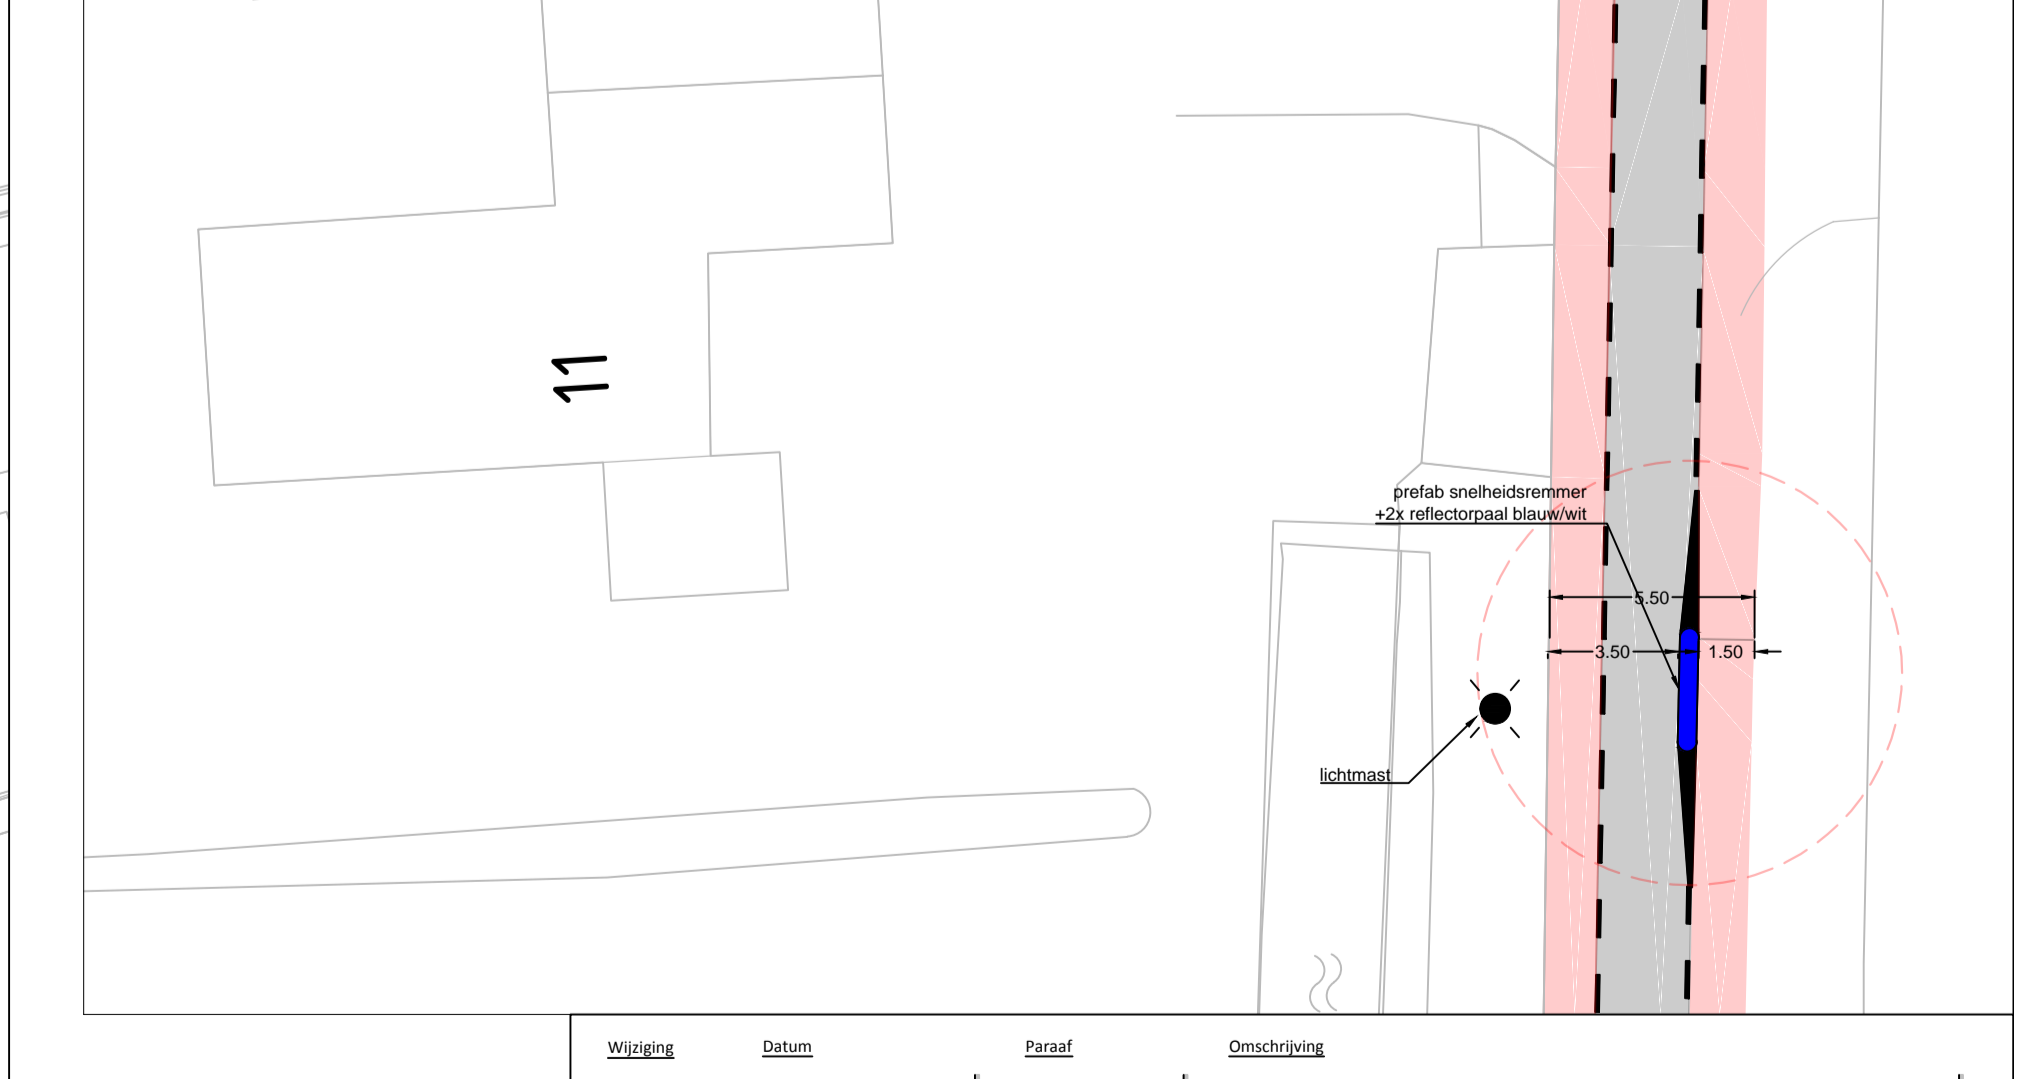 11
prefab snelheidsremmer
+2x reflectorpaal blauw/wit
5.50
3.50
1.50
lichtmast
Wijziging Datum Paraaf Omschrijving